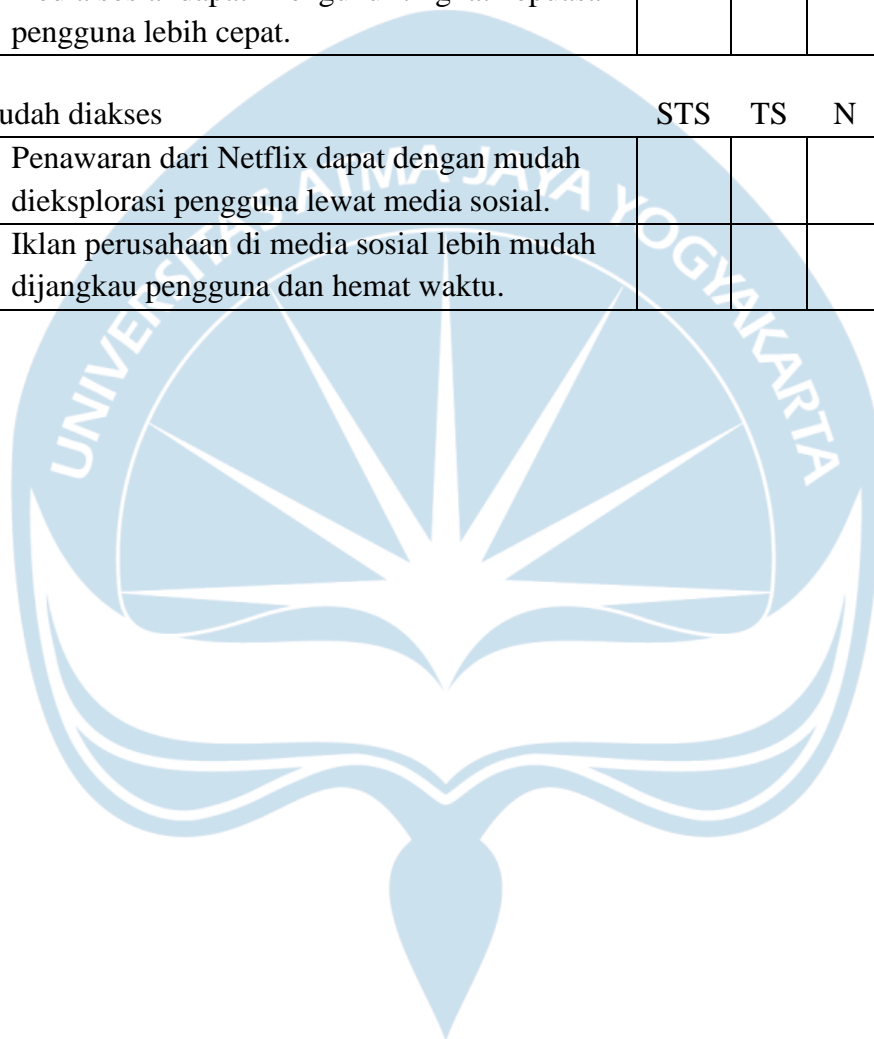 pengguna lebih cepat.
udah diakses STS TS N
Penawaran dari Netflix dapat dengan mudah
dieksplorasi pengguna lewat media sosial.
Iklan perusahaan di media sosial lebih mudah
dijangkau pengguna dan hemat waktu.
UNIVERSITAS ATMA JAYA YOGYAKARTA